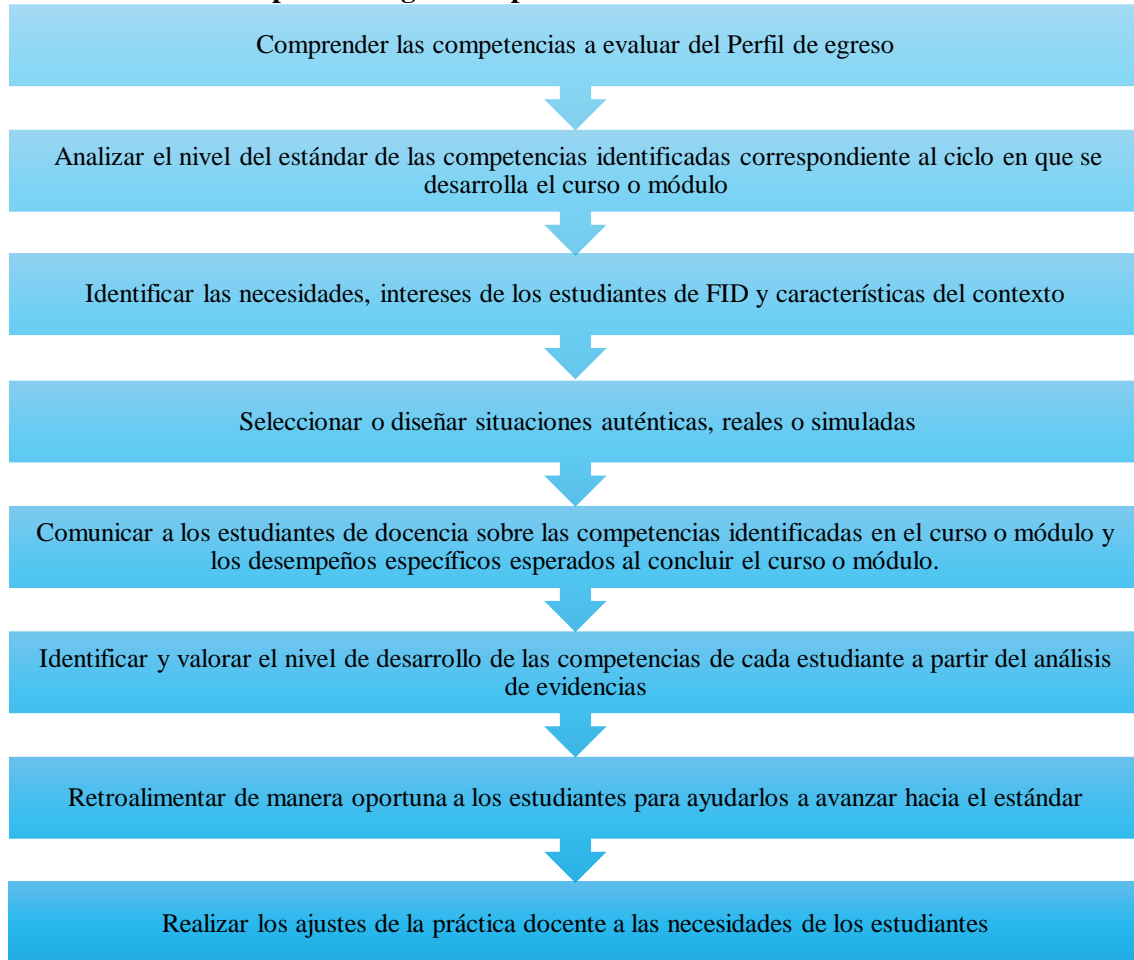 Comprender las competencias a evaluar del Perfil de egreso
Analizar el nivel del estándar de las competencias identificadas correspondiente al ciclo en que se
desarrolla el curso o módulo
Identificar las necesidades, intereses de los estudiantes de FID y características del contexto
Seleccionar o diseñar situaciones auténticas, reales o simuladas
Comunicar a los estudiantes de docencia sobre las competencias identificadas en el curso o módulo y
los desempeños específicos esperados al concluir el curso o módulo.
Identificar y valorar el nivel de desarrollo de las competencias de cada estudiante a partir del análisis
de evidencias
Retroalimentar de manera oportuna a los estudiantes para ayudarlos a avanzar hacia el estándar
Realizar los ajustes de la práctica docente a las necesidades de los estudiantes